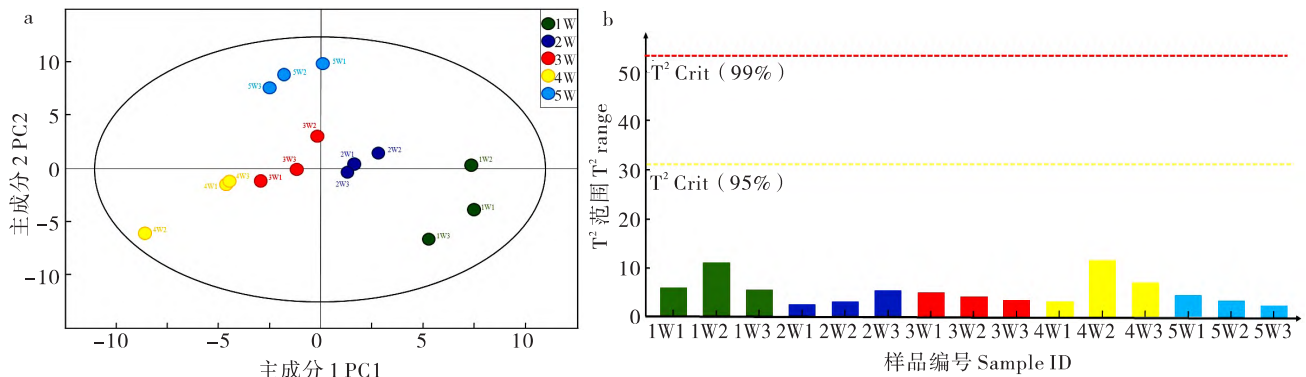 a
1W
2W
3W
4W
5W
主成分 2 PC2
10
5
0
−5
−10
5W1
5W2
5W3
3W2
3W3
3W1
2W1
2W2
2W3
1W2
1W1
1W3
4W3
4W1
4W2
−10
−5
0
5
10
主成分 1 PC1
b
T² 范围 T² range
50
40
30
20
10
0
T² Crit（99%）
T² Crit（95%）
1W1 1W2 1W3 2W1 2W2 2W3 3W1 3W2 3W3 4W1 4W2 4W3 5W1 5W2 5W3
样品编号 Sample ID